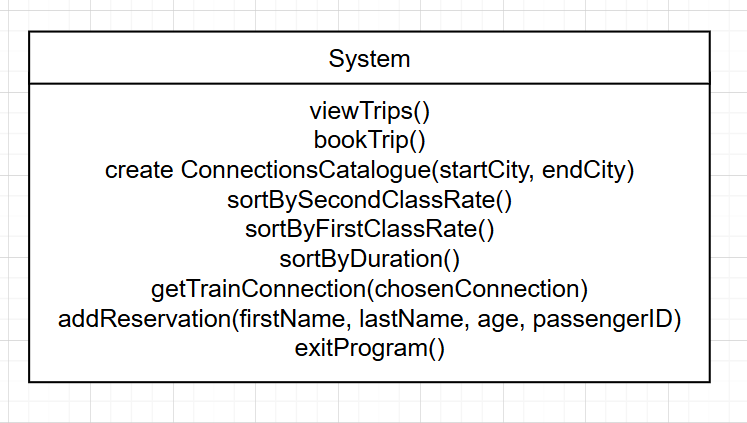 System
viewTrips()
bookTrip()
create ConnectionsCatalogue(startCity, endCity)
sortBySecondClassRate()
sortByFirstClassRate()
sortByDuration()
getTrainConnection(chosenConnection)
addReservation(firstName, lastName, age, passengerID)
exitProgram()